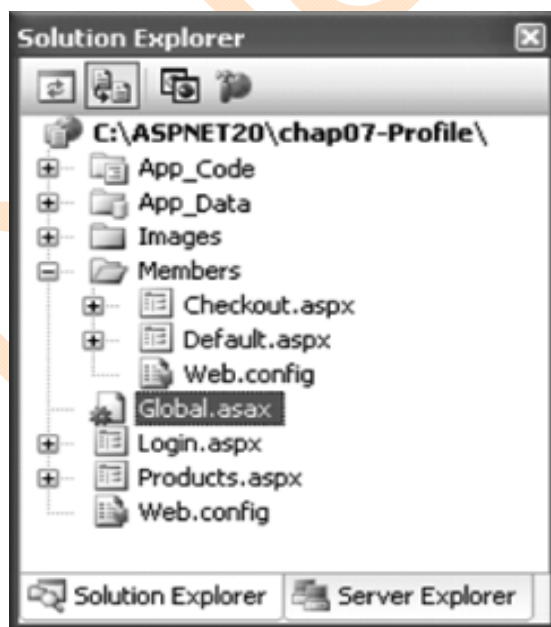 Solution Explorer
C:\ASPNET20\chap07-Profile\
App_Code
App_Data
Images
Members
Checkout.aspx
Default.aspx
Web.config
Global.asax
Login.aspx
Products.aspx
Web.config
Solution Explorer Server Explorer